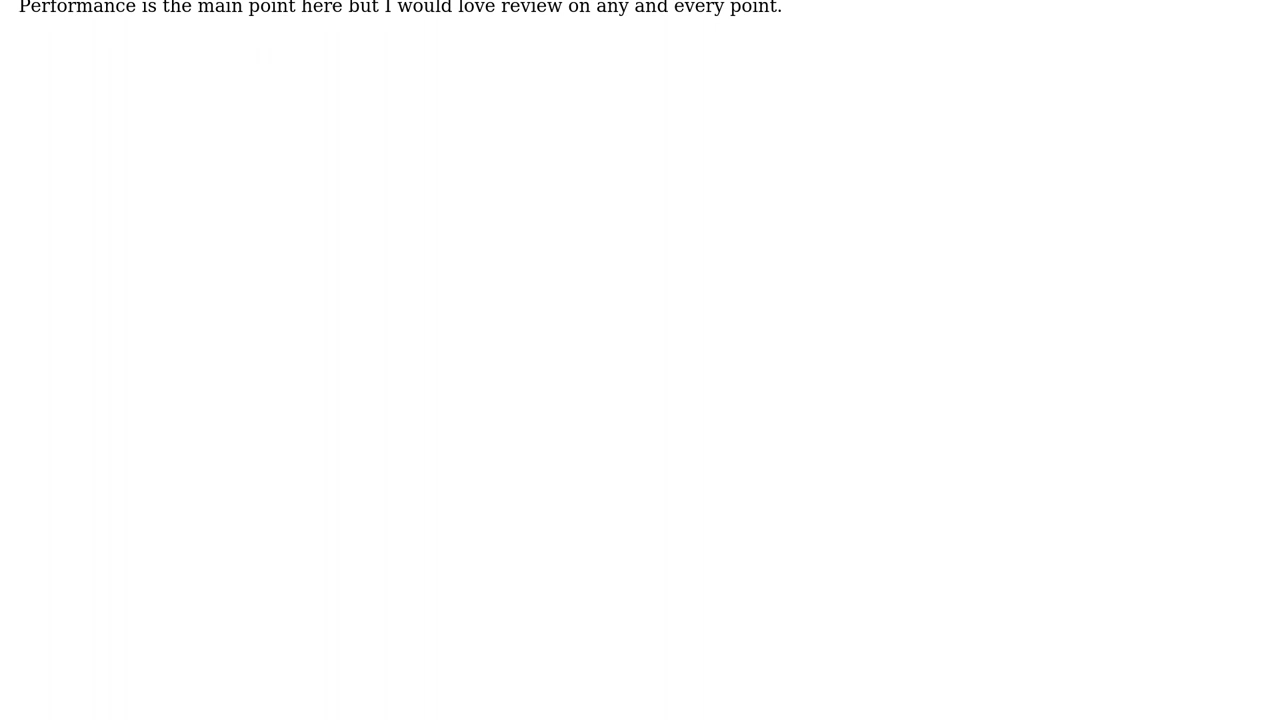 Performance is the main point here but I would love review on any and every point.